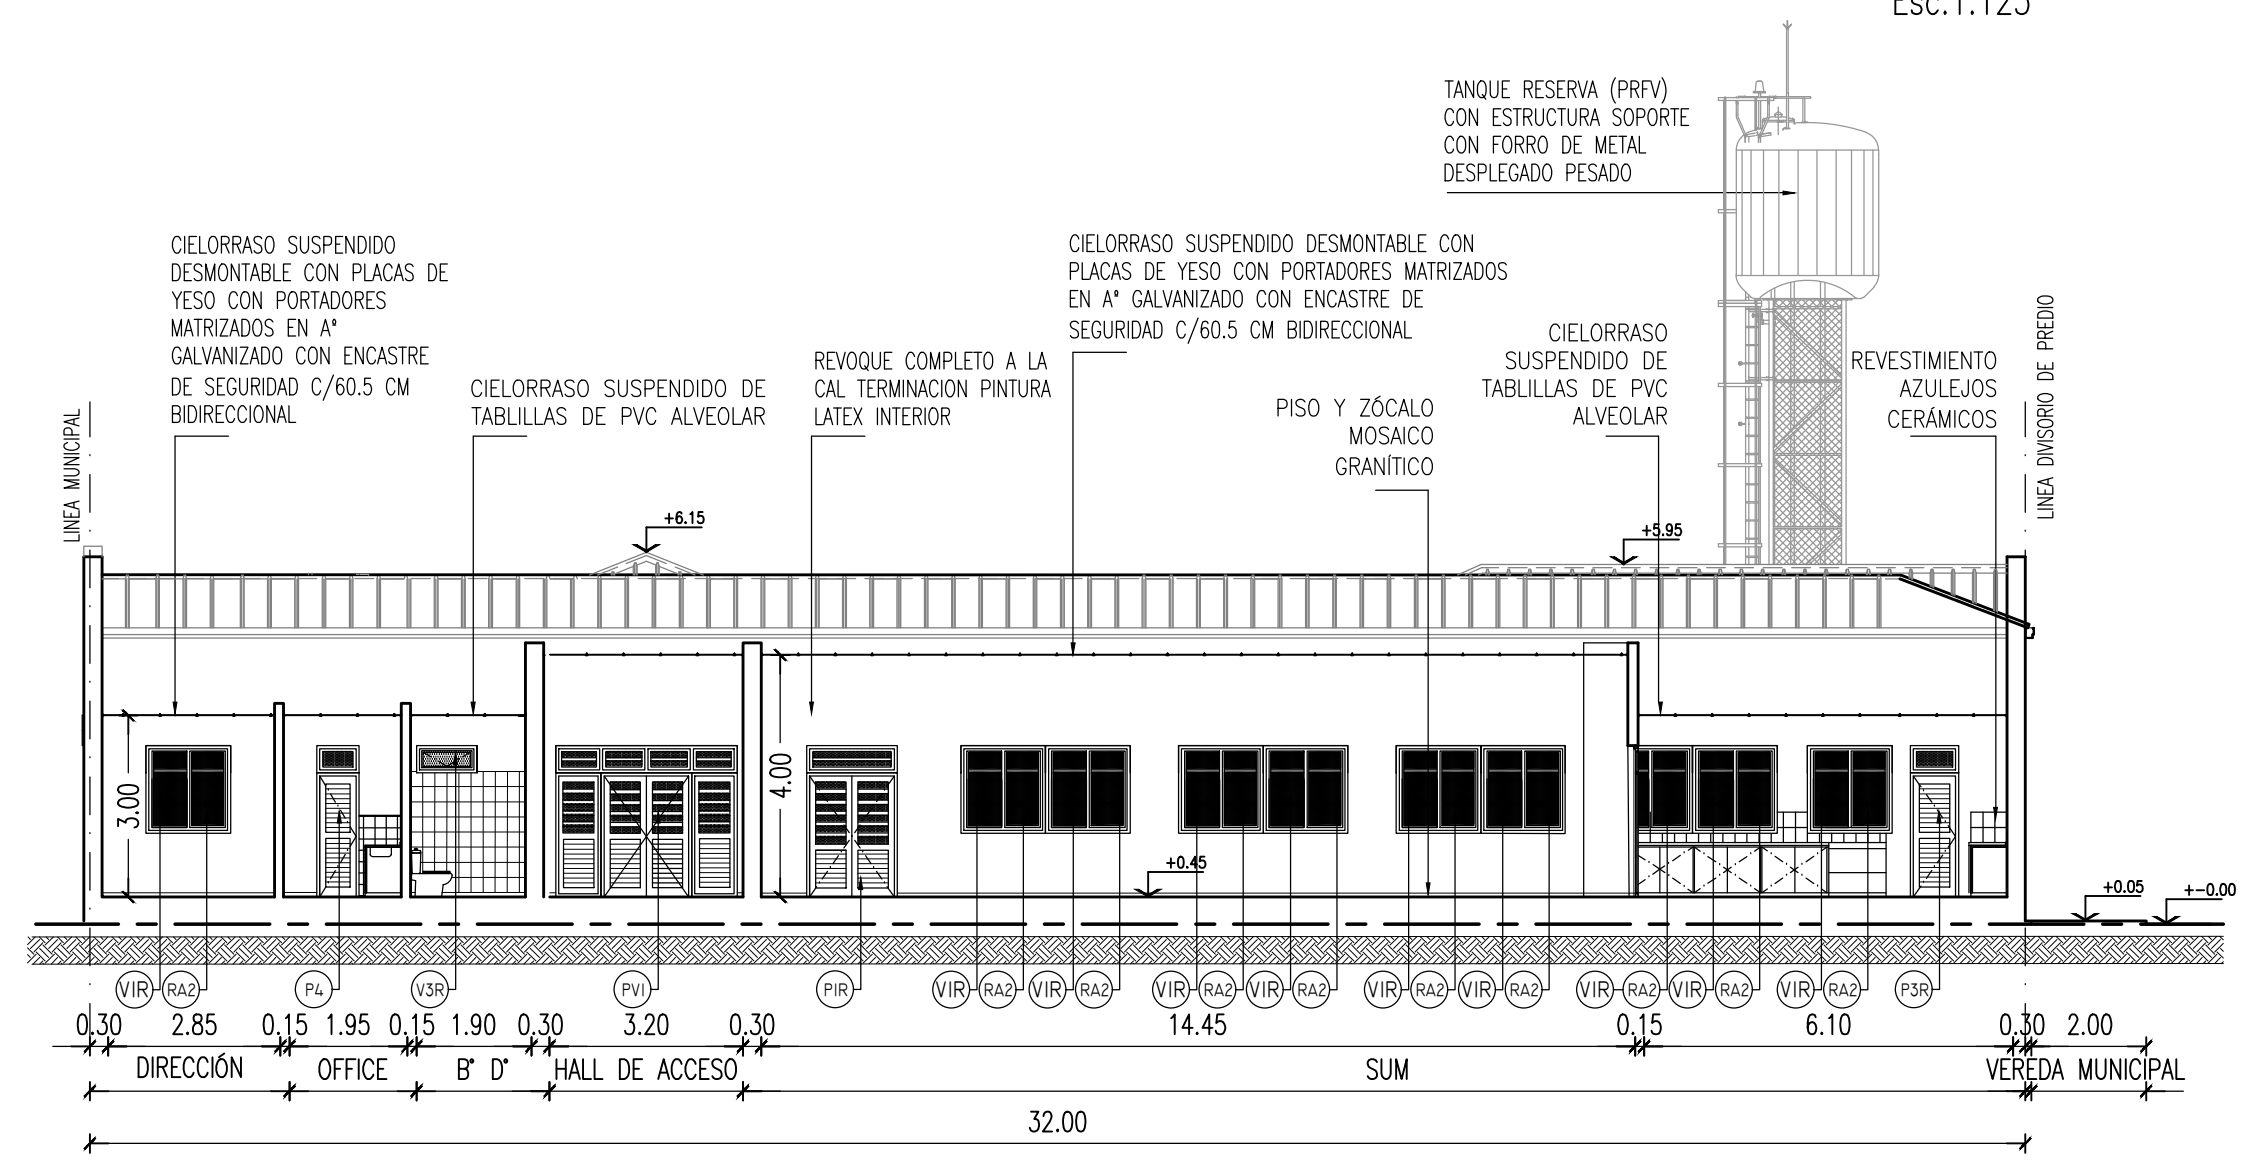 Esc.1:125
TANQUE RESERVA (PRFV)
CON ESTRUCTURA SOPORTE
CON FORRO DE METAL
DESPLEGADO PESADO
CIELORRASO SUSPENDIDO
DESMONTABLE CON PLACAS DE
YESO CON PORTADORES
MATRIZADOS EN Aº
GALVANIZADO CON ENCASTRE
DE SEGURIDAD C/60.5 CM
BIDIRECCIONAL
CIELORRASO SUSPENDIDO DE
TABLILLAS DE PVC ALVEOLAR
REVOQUE COMPLETO A LA
CAL TERMINACION PINTURA
LATEX INTERIOR
CIELORRASO SUSPENDIDO DESMONTABLE CON
PLACAS DE YESO CON PORTADORES MATRIZADOS
EN Aº GALVANIZADO CON ENCASTRE DE
SEGURIDAD C/60.5 CM BIDIRECCIONAL
PISO Y ZÓCALO
MOSAICO
GRANÍTICO
CIELORRASO
SUSPENDIDO DE
TABLILLAS DE PVC
ALVEOLAR
REVESTIMIENTO
AZULEJOS
CERÁMICOS
LINEA MUNICIPAL
LINEA DIVISORIO DE PREDIO
+6.15
+5.95
3.00
4.00
+0.45
+0.05
+-0.00
VIR RA2 P4 V3R PVI PIR VIR RA2 VIR RA2 VIR RA2 VIR RA2 VIR RA2 VIR RA2 VIR RA2 VIR RA2 VIR RA2 P3R
0.30 2.85 0.15 1.95 0.15 1.90 0.30 3.20 0.30 14.45 0.15 6.10 0.30 2.00
DIRECCIÓN OFFICE B° D° HALL DE ACCESO SUM VEREDA MUNICIPAL
32.00